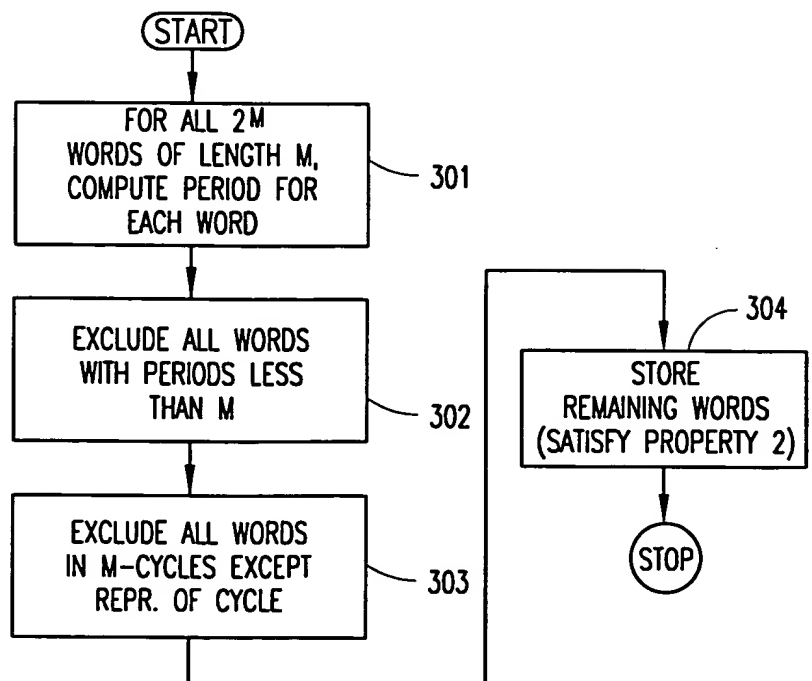 START
FOR ALL 2ᴹ
WORDS OF LENGTH M,
COMPUTE PERIOD FOR
EACH WORD
301
EXCLUDE ALL WORDS
WITH PERIODS LESS
THAN M
302
EXCLUDE ALL WORDS
IN M-CYCLES EXCEPT
REPR. OF CYCLE
303
304
STORE
REMAINING WORDS
(SATISFY PROPERTY 2)
STOP